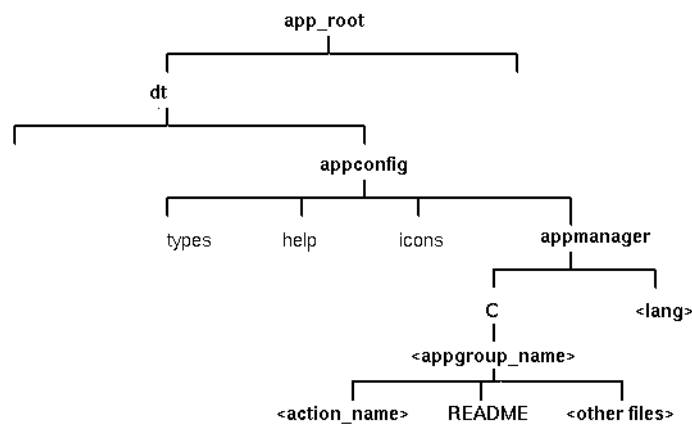 app_root
dt
appconfig
types help icons appmanager
C <lang>
<appgroup_name>
<action_name> README <other files>